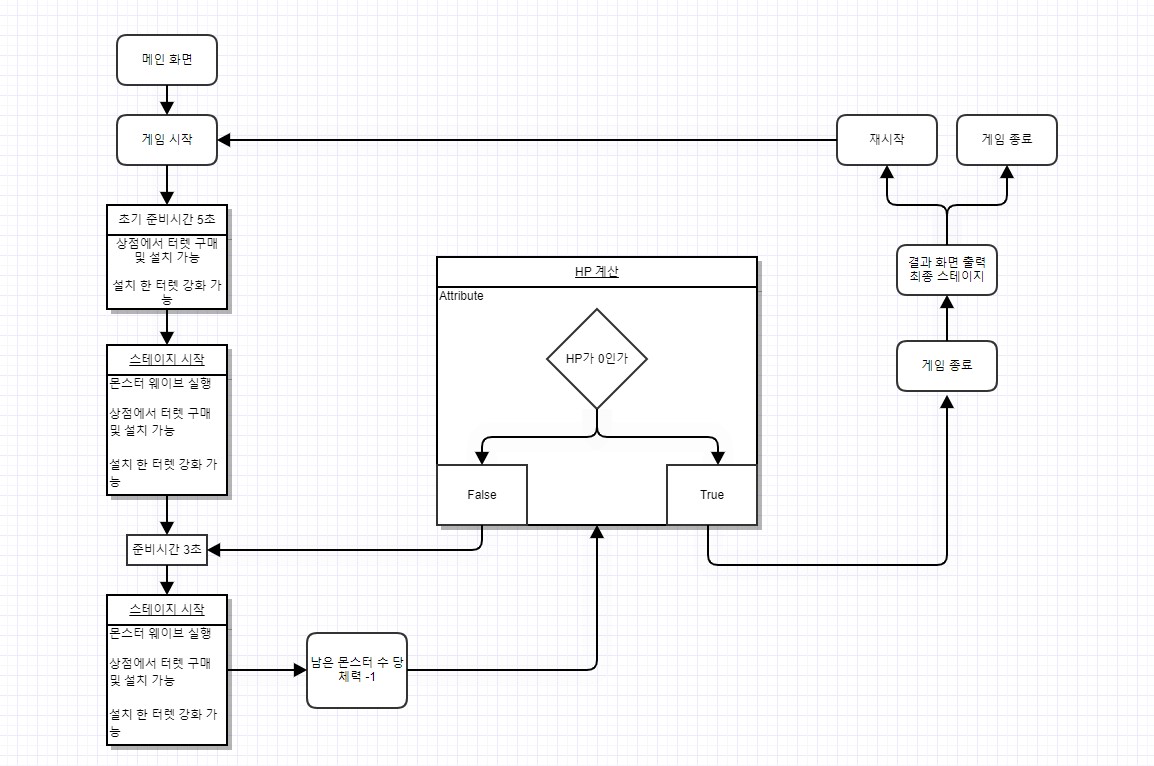 메인 화면
게임 시작
재시작
게임 종료
초기 준비시간 5초
상점에서 터렛 구매
및 설치 가능
설치 한 터렛 강화 가
능
결과 화면 출력
최종 스테이지
HP 계산
Attribute
HP가 0인가
False
True
게임 종료
스테이지 시작
몬스터 웨이브 실행
상점에서 터렛 구매
및 설치 가능
설치 한 터렛 강화 가
능
준비시간 3초
스테이지 시작
몬스터 웨이브 실행
상점에서 터렛 구매
및 설치 가능
설치 한 터렛 강화 가
능
남은 몬스터 수 당
체력 -1